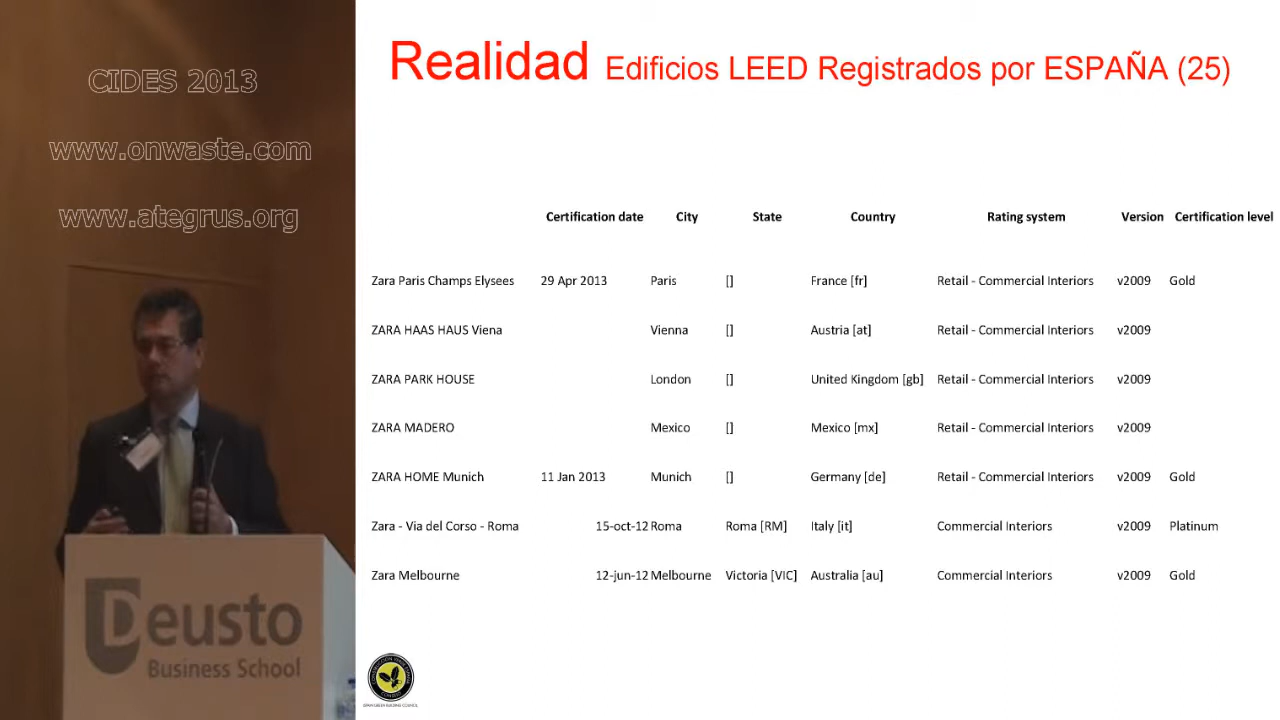 CIDES 2013
www.onwaste.com
www.ategrus.org
Deusto
Business School
Realidad Edificios LEED Registrados por ESPAÑA (25)
Certification date City State Country Rating system Version Certification level
Zara Paris Champs Elysees 29 Apr 2013 Paris [] France [fr] Retail - Commercial Interiors v2009 Gold
ZARA HAAS HAUS Viena Vienna [] Austria [at] Retail - Commercial Interiors v2009
ZARA PARK HOUSE London [] United Kingdom [gb] Retail - Commercial Interiors v2009
ZARA MADERO Mexico [] Mexico [mx] Retail - Commercial Interiors v2009
ZARA HOME Munich 11 Jan 2013 Munich [] Germany [de] Retail - Commercial Interiors v2009 Gold
Zara - Via del Corso - Roma 15-oct-12 Roma Roma [RM] Italy [it] Commercial Interiors v2009 Platinum
Zara Melbourne 12-jun-12 Melbourne Victoria [VIC] Australia [au] Commercial Interiors v2009 Gold